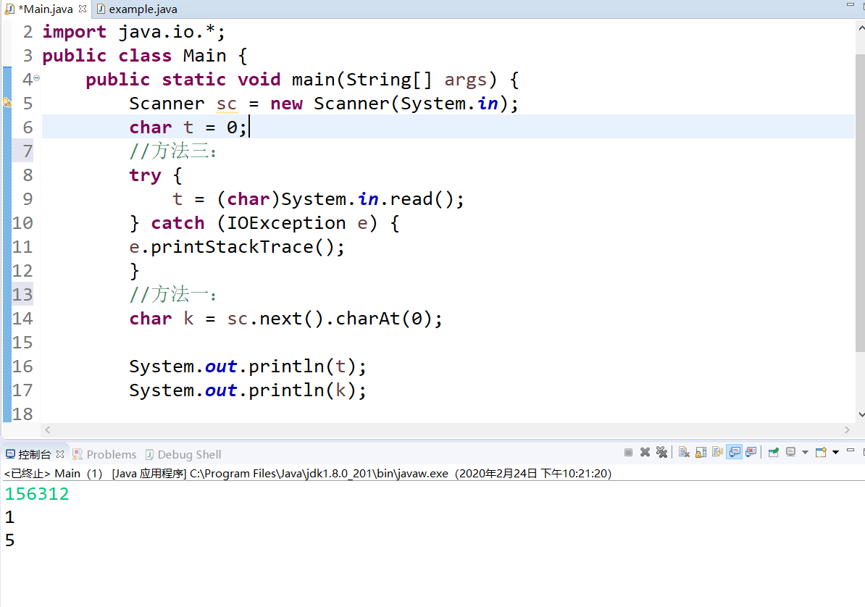 *Main.java example.java
2 import java.io.*;
3 public class Main {
4 public static void main(String[] args) {
5 Scanner sc = new Scanner(System.in);
6 char t = 0;
7 //方法三：
8 try {
9 t = (char)System.in.read();
10 } catch (IOException e) {
11 e.printStackTrace();
12 }
13 //方法一：
14 char k = sc.next().charAt(0);
15
16 System.out.println(t);
17 System.out.println(k);
18
控制台 Problems Debug Shell
<已终止> Main (1) [Java 应用程序] C:\Program Files\Java\jdk1.8.0_201\bin\javaw.exe (2020年2月24日 下午10:21:20)
156312
1
5